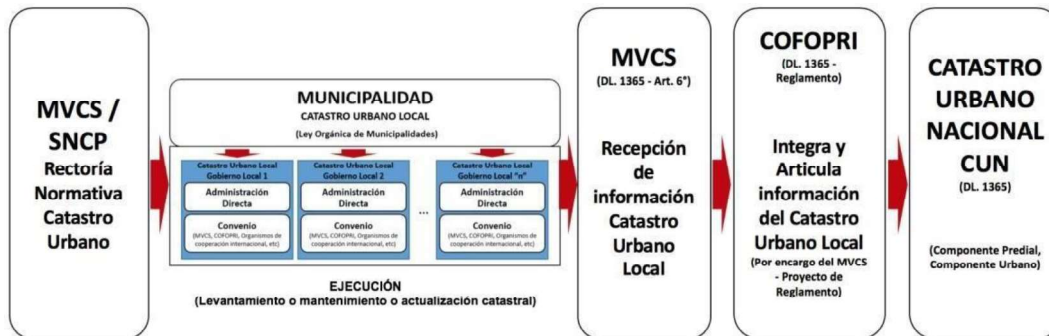 MVCS /
SNCP
Rectoría
Normativa
Catastro
Urbano
MUNICIPALIDAD
CATASTRO URBANO LOCAL
(Ley Orgánica de Municipalidades)
Catastro Urbano Local
Gobierno Local 1
Administración
Directa
Convenio
(MVCS, COFOPRI, Organismos de
cooperación internacional, etc)
Catastro Urbano Local
Gobierno Local 2
Administración
Directa
Convenio
(MVCS, COFOPRI, Organismos de
cooperación internacional, etc)
...
Catastro Urbano Local
Gobierno Local "n"
Administración
Directa
Convenio
(MVCS, COFOPRI, Organismos de
cooperación internacional, etc)
EJECUCIÓN
(Levantamiento o mantenimiento o actualización catastral)
MVCS
(DL. 1365 - Art. 6°)
Recepción
de
información
Catastro
Urbano
Local
COFOPRI
(DL. 1365 -
Reglamento)
Integra y
Articula
información
del Catastro
Urbano Local
(Por encargo del MVCS
- Proyecto de
Reglamento)
CATASTRO
URBANO
NACIONAL
CUN
(DL. 1365)
(Componente Predial,
Componente Urbano)